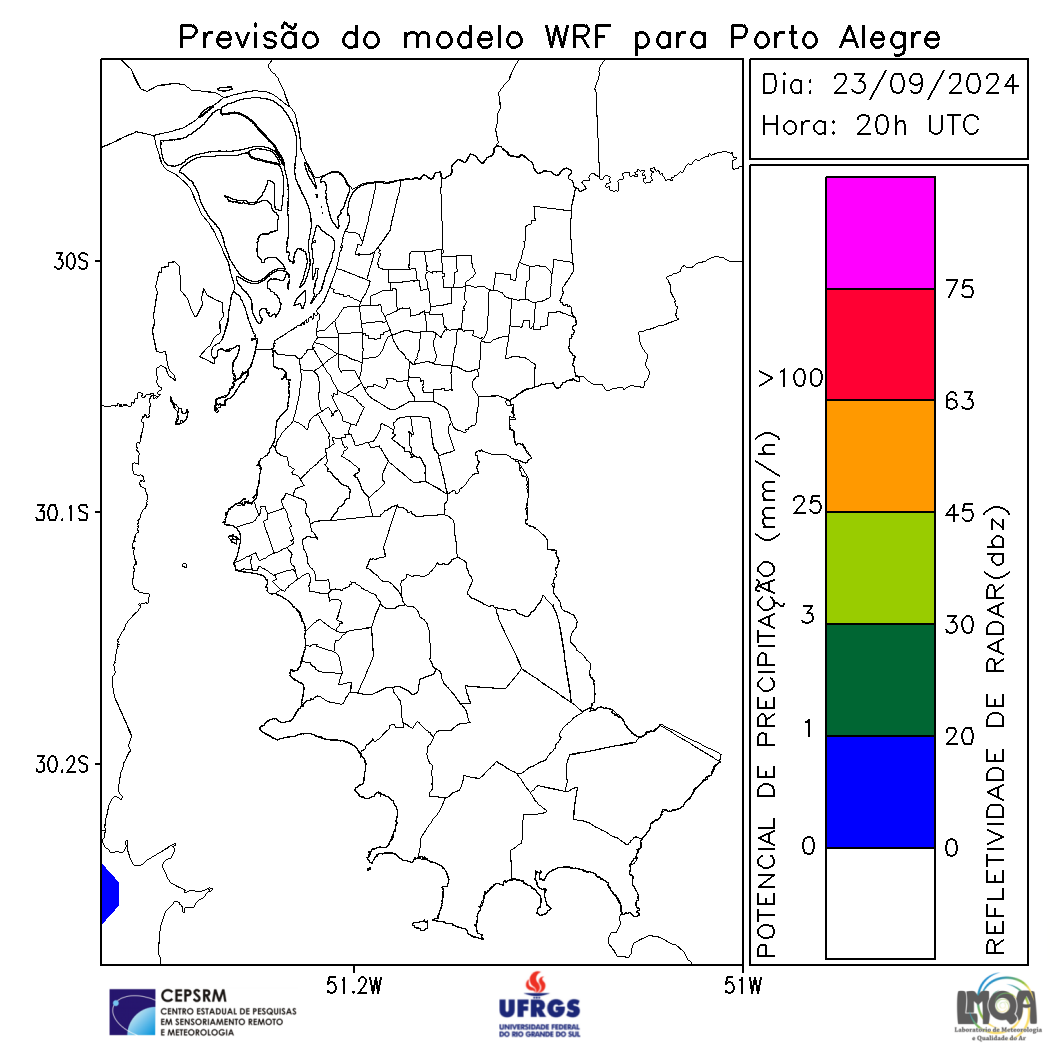 Previsão do modelo WRF para Porto Alegre
Dia: 23/09/2024
Hora: 20h UTC
30S
30.1S
30.2S
51.2W
51W
POTENCIAL DE PRECIPITAÇÃO (mm/h)
>100
25
3
1
0
75
63
45
30
20
0
REFLETIVIDADE DE RADAR(dbz)
CEPSRM
CENTRO ESTADUAL DE PESQUISAS
EM SENSORIAMENTO REMOTO
E METEOROLOGIA
UFRGS
UNIVERSIDADE FEDERAL
DO RIO GRANDE DO SUL
LMQA
Laboratório de Meteorologia
e Qualidade do Ar